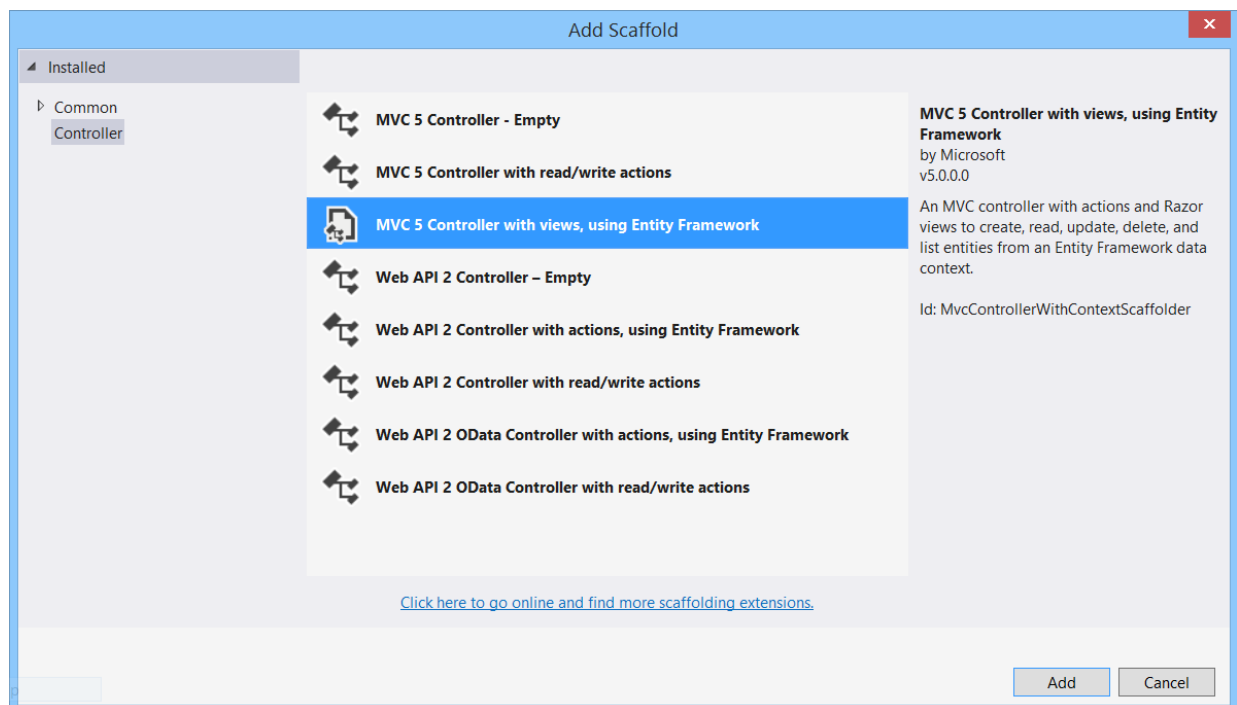 Add Scaffold
Installed
Common
Controller
MVC 5 Controller - Empty
MVC 5 Controller with read/write actions
MVC 5 Controller with views, using Entity Framework
Web API 2 Controller – Empty
Web API 2 Controller with actions, using Entity Framework
Web API 2 Controller with read/write actions
Web API 2 OData Controller with actions, using Entity Framework
Web API 2 OData Controller with read/write actions
Click here to go online and find more scaffolding extensions.
MVC 5 Controller with views, using Entity
Framework
by Microsoft
v5.0.0.0
An MVC controller with actions and Razor
views to create, read, update, delete, and
list entities from an Entity Framework data
context.
Id: MvcControllerWithContextScaffolder
Add
Cancel